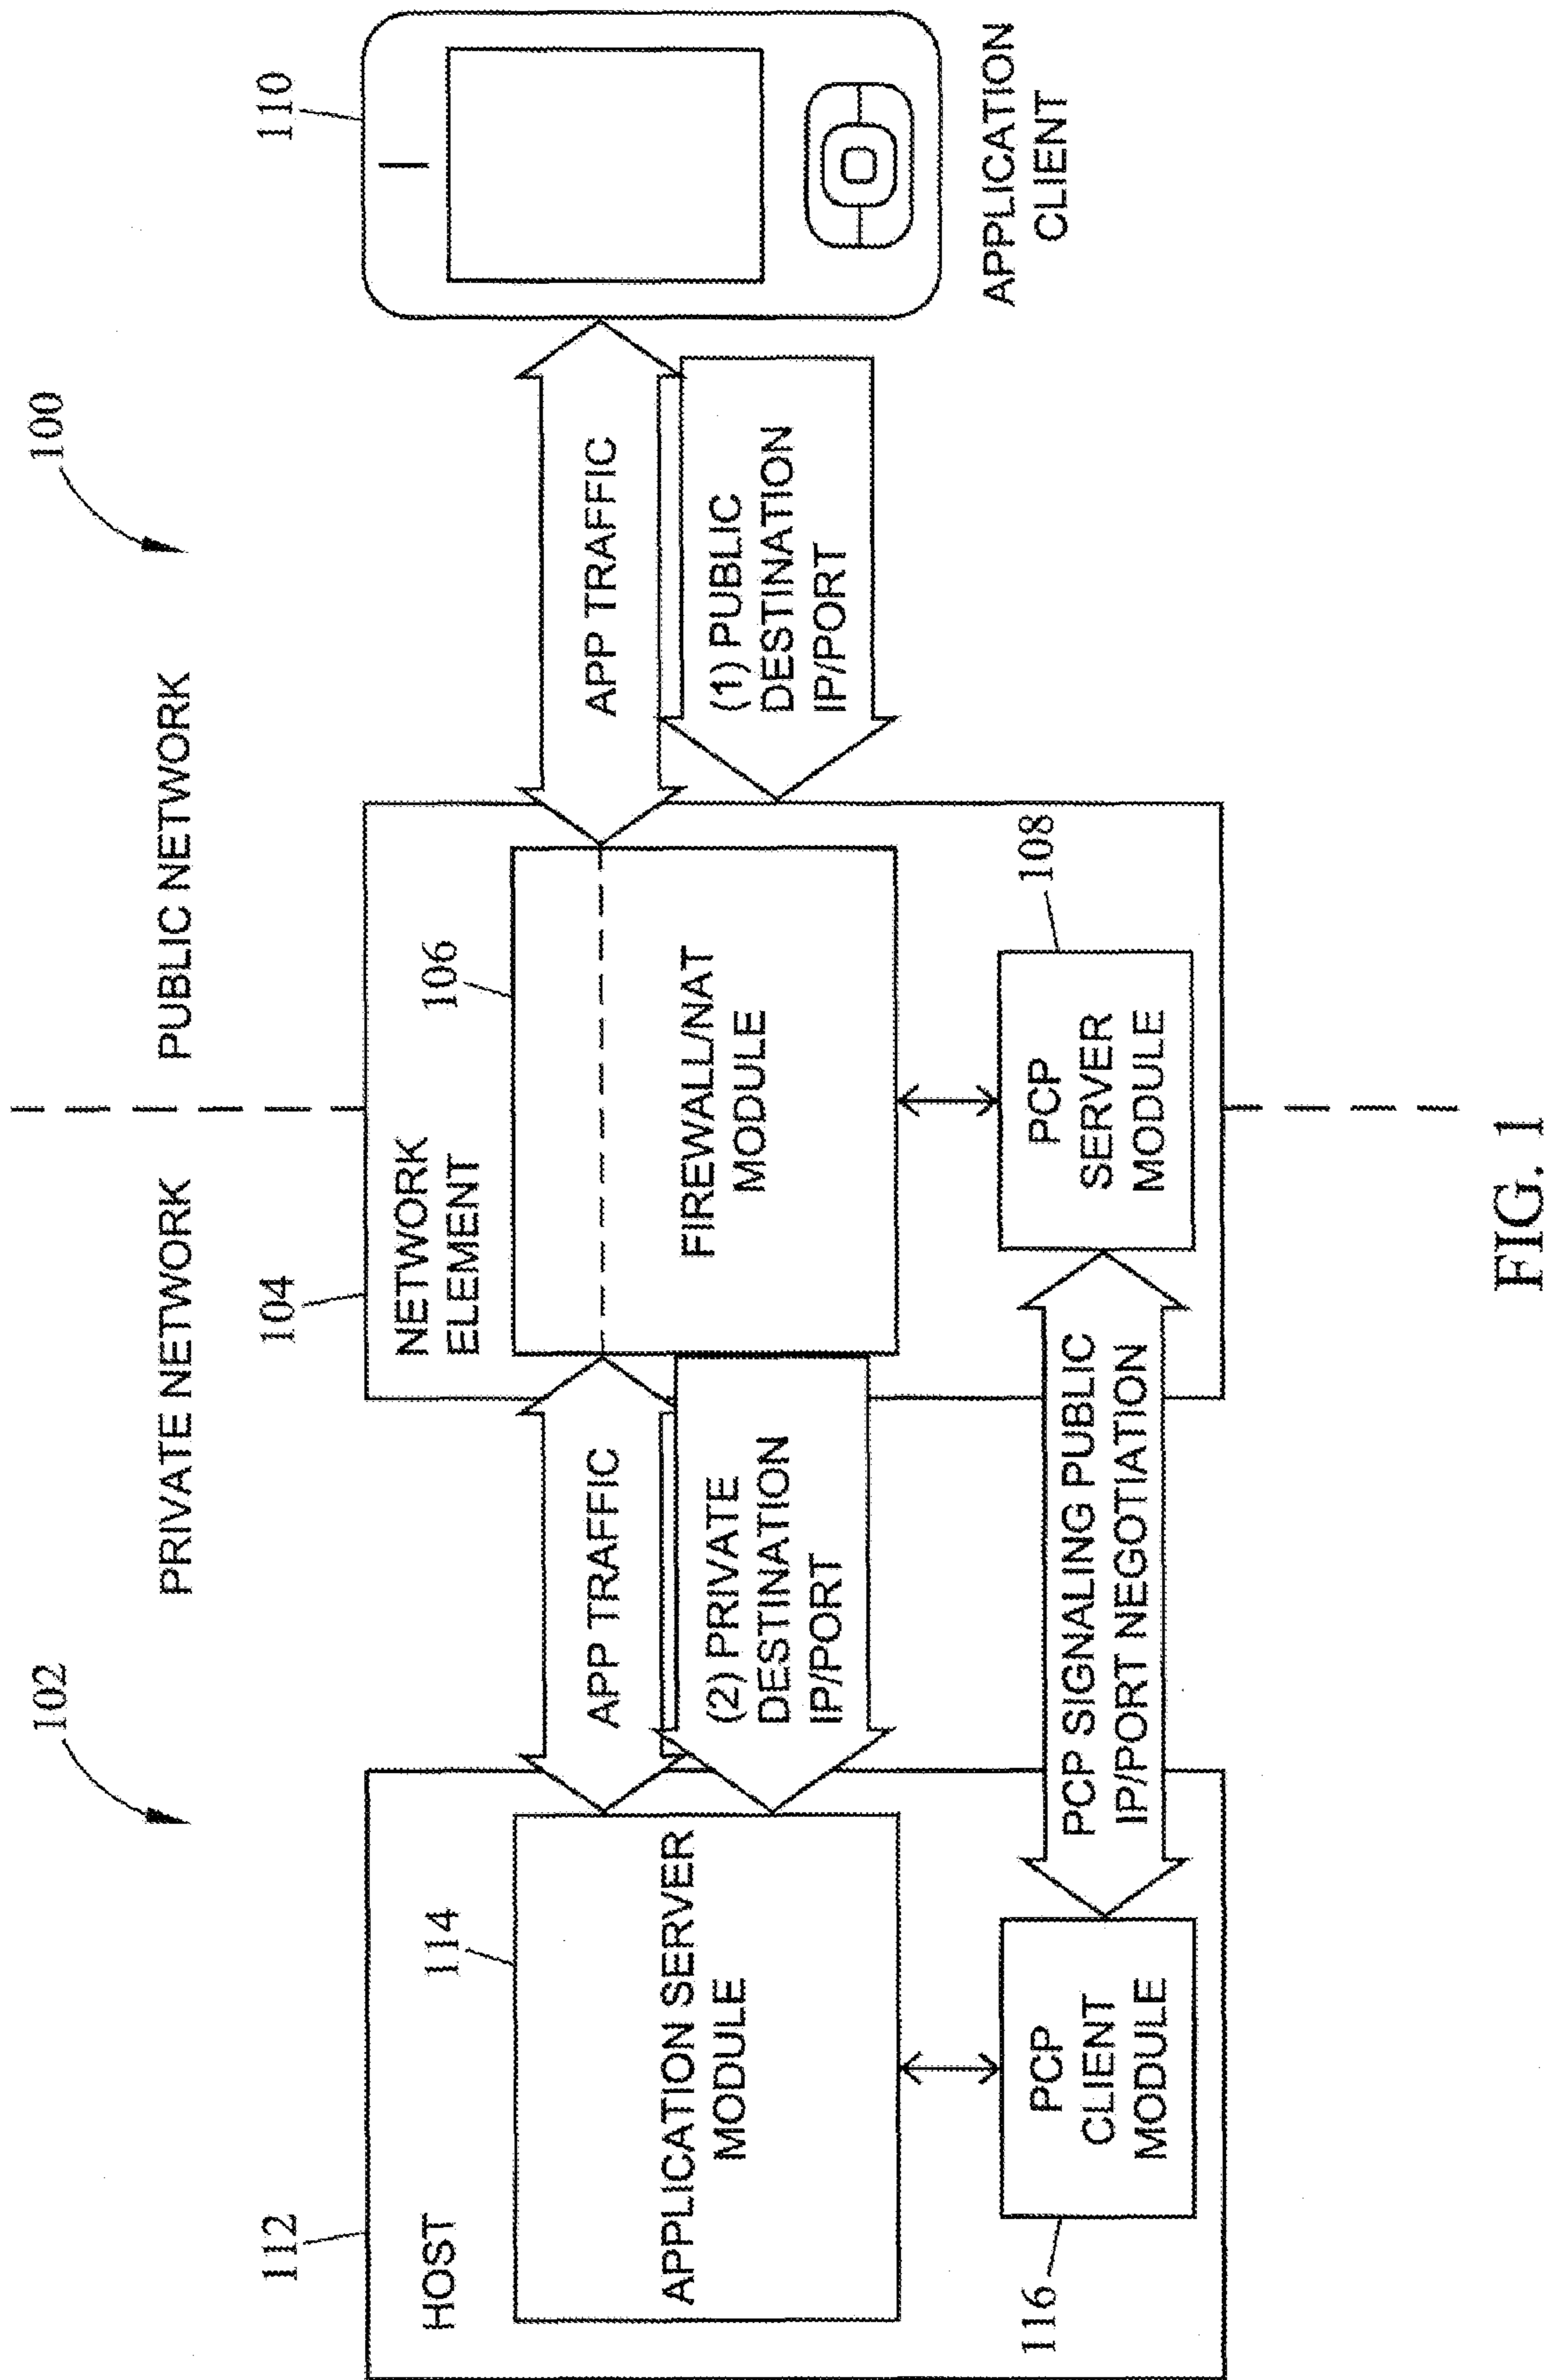 102
100
PRIVATE NETWORK
PUBLIC NETWORK
112
104
110
HOST
NETWORK
ELEMENT
114
106
APP TRAFFIC
APP TRAFFIC
APPLICATION SERVER
MODULE
(2) PRIVATE
DESTINATION
IP/PORT
FIREWALL/NAT
MODULE
(1) PUBLIC
DESTINATION
IP/PORT
APPLICATION
CLIENT
116
PCP
CLIENT
MODULE
PCP SIGNALING PUBLIC
IP/PORT NEGOTIATION
PCP
SERVER
MODULE
108
FIG. 1